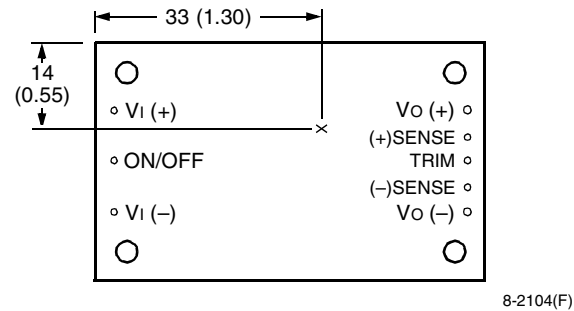 33 (1.30)
14
(0.55)
VI (+)
ON/OFF
VI (–)
X
VO (+)
(+)SENSE
TRIM
(–)SENSE
VO (–)
8-2104(F)